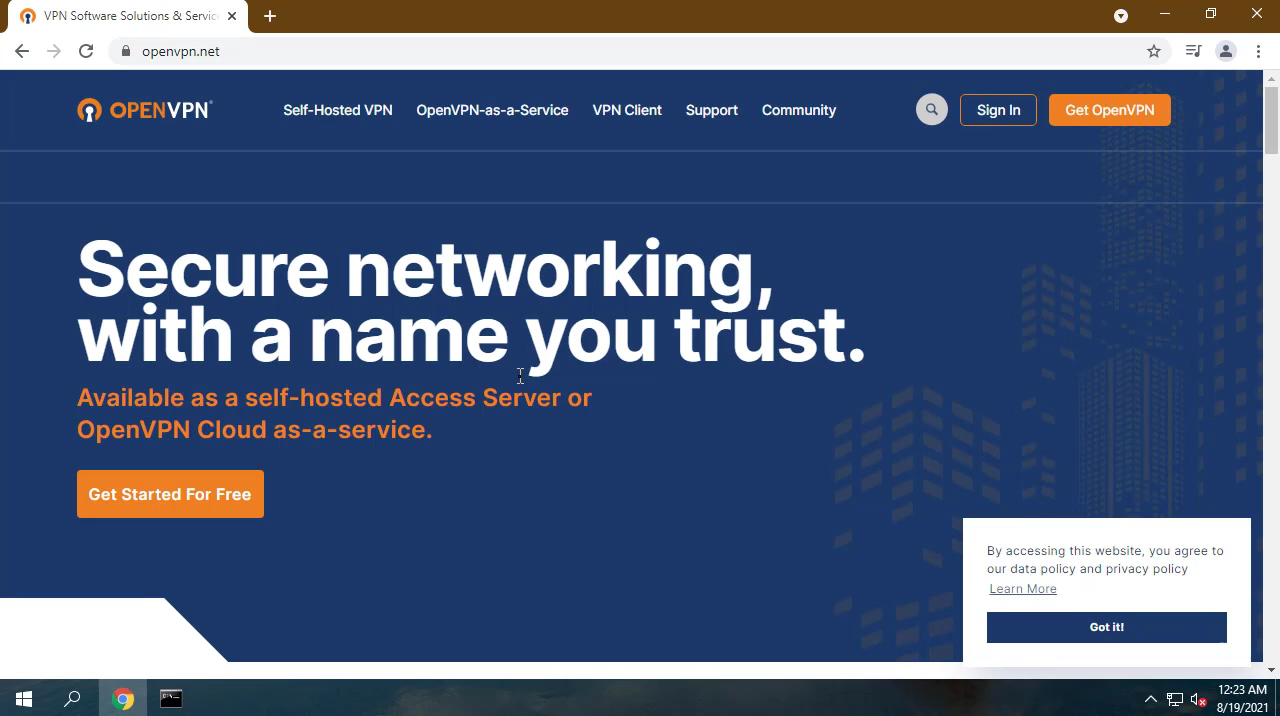 VPN Software Solutions & Service
openvpn.net
OPENVPN
Self-Hosted VPN
OpenVPN-as-a-Service
VPN Client
Support
Community
Sign In
Get OpenVPN
Secure networking,
with a name you trust.
Available as a self-hosted Access Server or
OpenVPN Cloud as-a-service.
Get Started For Free
By accessing this website, you agree to
our data policy and privacy policy
Learn More
Got it!
12:23 AM
8/19/2021